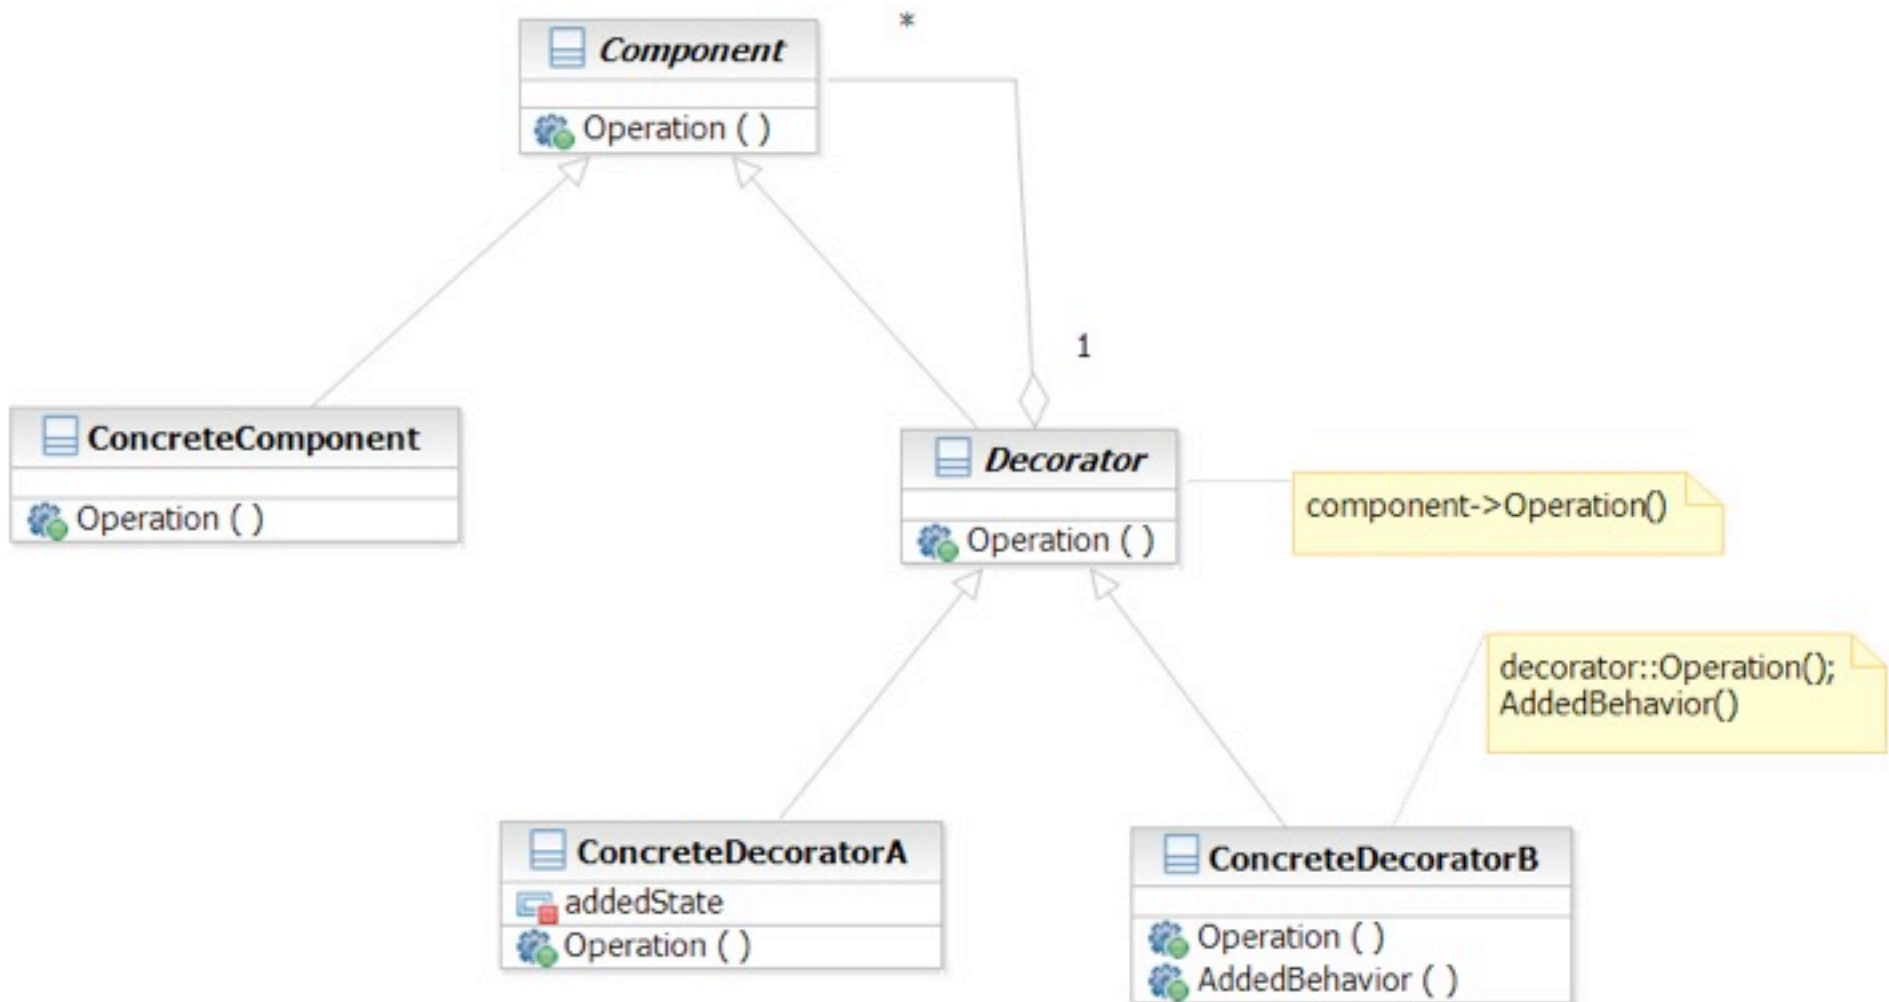 *
Component
Operation ( )
1
ConcreteComponent
Operation ( )
Decorator
Operation ( )
component->Operation()
decorator::Operation();
AddedBehavior()
ConcreteDecoratorA
addedState
Operation ( )
ConcreteDecoratorB
Operation ( )
AddedBehavior ( )